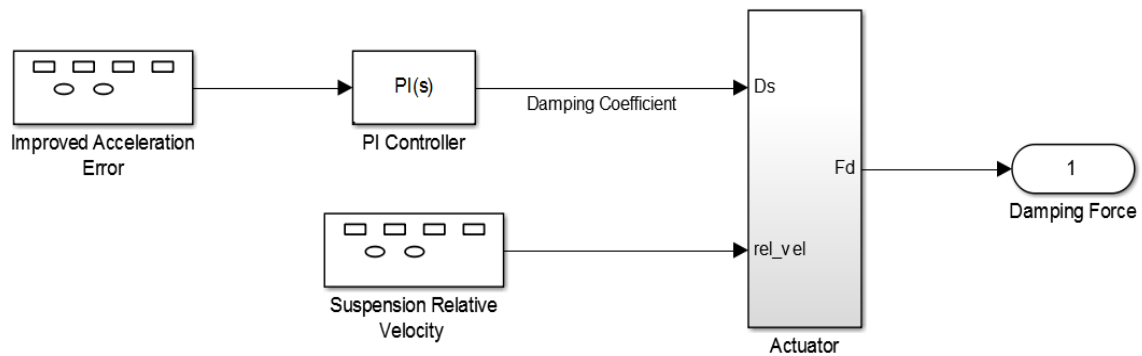 PI(s)
Improved Acceleration
Error
PI Controller
Damping Coefficient
Ds
Fd
1
Damping Force
rel_vel
Suspension Relative
Velocity
Actuator